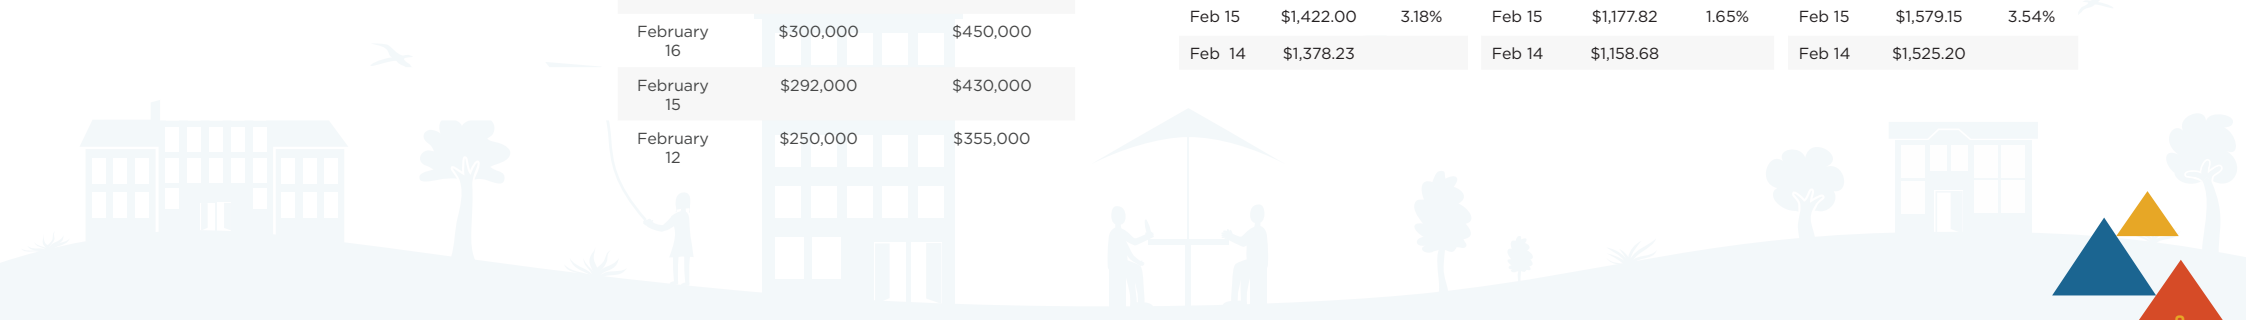 February $300,000 $450,000
16
February $292,000 $430,000
15
February $250,000 $355,000
12
Feb 15 $1,422.00 3.18% Feb 15 $1,177.82 1.65% Feb 15 $1,579.15 3.54%
Feb 14 $1,378.23 Feb 14 $1,158.68 Feb 14 $1,525.20